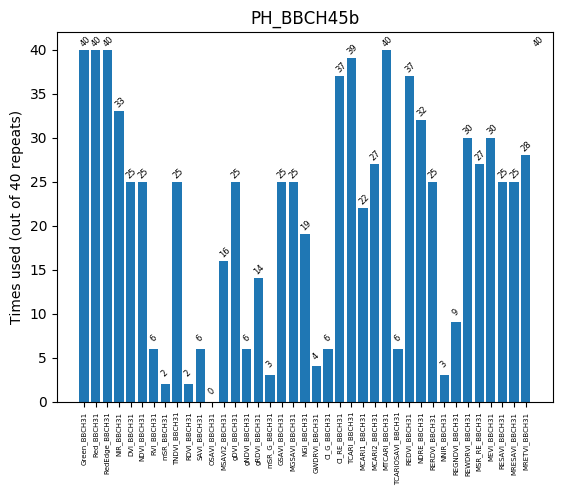 PH_BBCH45b
Times used (out of 40 repeats)
40
35
30
25
20
15
10
5
0
40 40 40 33 25 25 6 2 25 2 6 0 16 25 6 14 3 25 25 19 4 6 37 39 22 27 40 6 37 32 25 3 9 30 27 30 25 25 28 40
Green_BBCH31
Red_BBCH31
RedEdge_BBCH31
NIR_BBCH31
DVI_BBCH31
NDVI_BBCH31
RVI_BBCH31
mSR_BBCH31
TNDVI_BBCH31
RDVI_BBCH31
SAVI_BBCH31
OSAVI_BBCH31
MSAVI2_BBCH31
gDVI_BBCH31
gNDVI_BBCH31
gRDVI_BBCH31
mSR_G_BBCH31
GSAVI_BBCH31
MGSAVI_BBCH31
NGI_BBCH31
GWDRVI_BBCH31
CI_G_BBCH31
CI_RE_BBCH31
TCARI_BBCH31
MCARI1_BBCH31
MCARI2_BBCH31
MTCARI_BBCH31
TCARIOSAVI_BBCH31
REDVI_BBCH31
NDRE_BBCH31
RERDVI_BBCH31
NNIR_BBCH31
REGNDVI_BBCH31
REWDRVI_BBCH31
MSR_RE_BBCH31
MEVI_BBCH31
RESAVI_BBCH31
MRESAVI_BBCH31
MRETVI_BBCH31